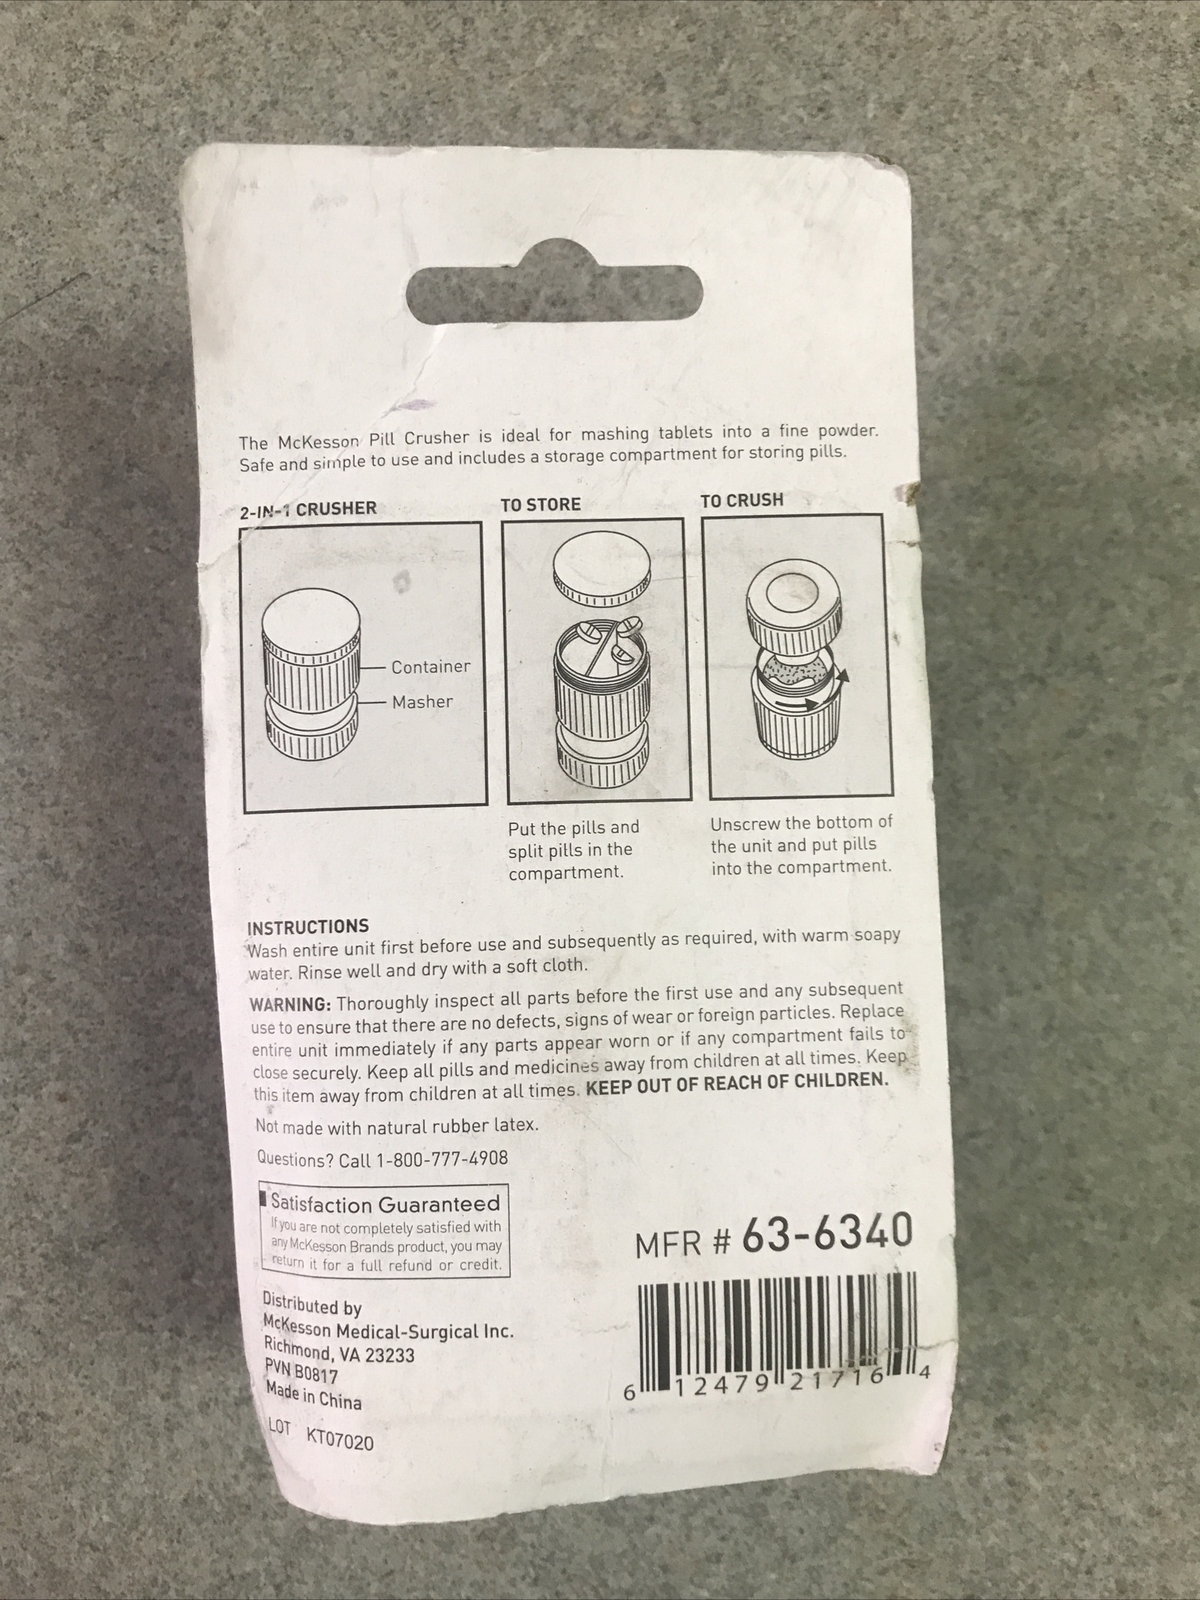 The McKesson Pill Crusher is ideal for mashing tablets into a fine powder.
Safe and simple to use and includes a storage compartment for storing pills.
2-IN-1 CRUSHER
Container
Masher
TO STORE
Put the pills and
split pills in the
compartment.
TO CRUSH
Unscrew the bottom of
the unit and put pills
into the compartment.
INSTRUCTIONS
Wash entire unit first before use and subsequently as required, with warm soapy
water. Rinse well and dry with a soft cloth.
WARNING: Thoroughly inspect all parts before the first use and any subsequent
use to ensure that there are no defects, signs of wear or foreign particles. Replace
entire unit immediately if any parts appear worn or if any compartment fails to
close securely. Keep all pills and medicines away from children at all times. Keep
this item away from children at all times. KEEP OUT OF REACH OF CHILDREN.
Not made with natural rubber latex.
Questions? Call 1-800-777-4908
Satisfaction Guaranteed
If you are not completely satisfied with
any McKesson Brands product, you may
return it for a full refund or credit.
Distributed by
McKesson Medical-Surgical Inc.
Richmond, VA 23233
PVN B0817
Made in China
LOT KT07020
MFR # 63-6340
6 12479 21716 4